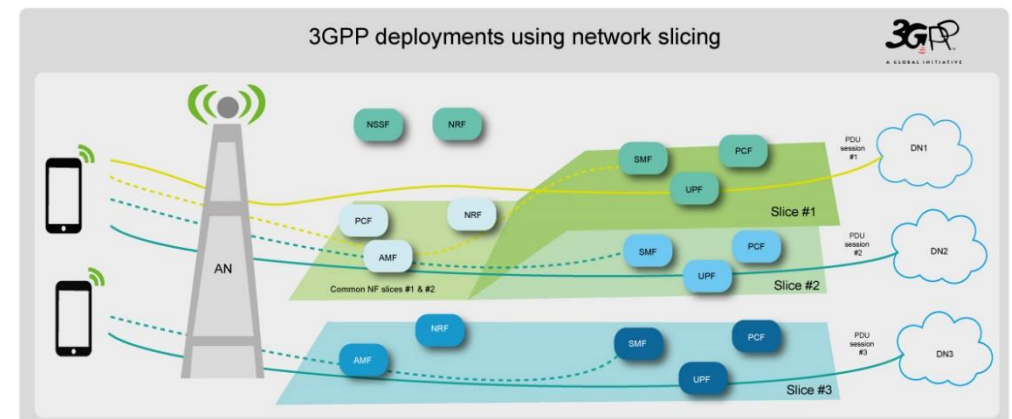 3GPP deployments using network slicing
3GPP
A GLOBAL INITIATIVE
NSSF
NRF
SMF
PCF
UPF
PDU
session
#1
DN1
Slice #1
PCF
NRF
AMF
Common NF slices #1 & #2
SMF
PCF
UPF
PDU
session
#2
DN2
Slice #2
AN
NRF
AMF
SMF
PCF
UPF
PDU
session
#3
DN3
Slice #3